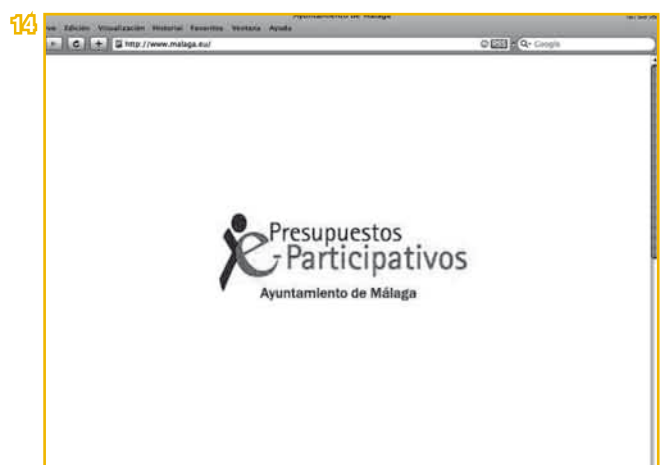 14
Ayuntamiento de Málaga
Edición Visualización Historial Favoritos Ventana Ayuda
http://www.malaga.eu/
RSS
Q- Google
Presupuestos
e-Participativos
Ayuntamiento de Málaga